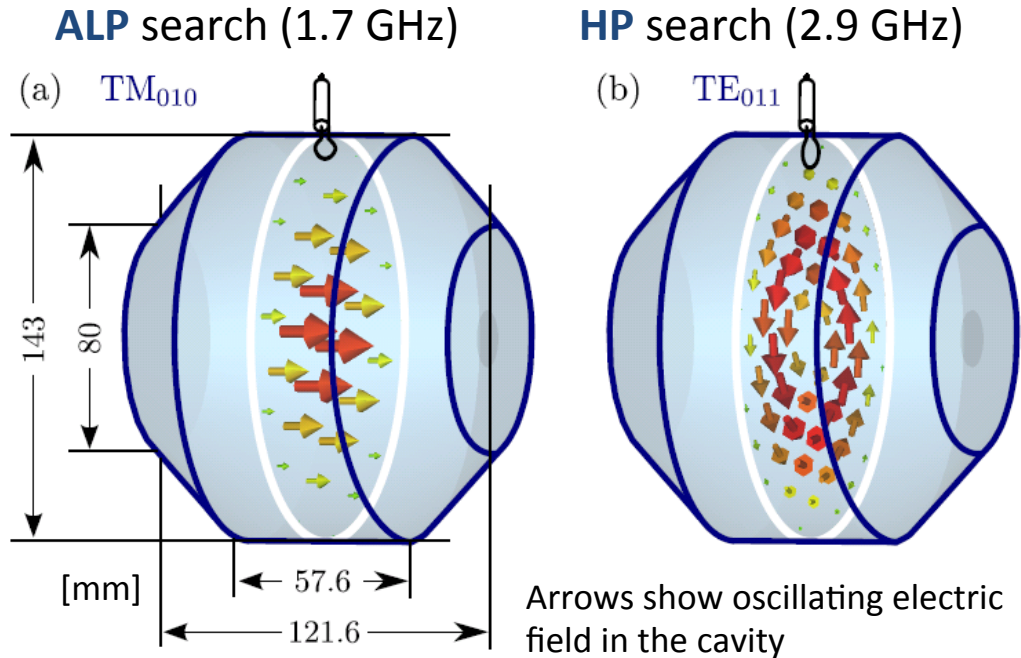 ALP search (1.7 GHz)
HP search (2.9 GHz)
(a) TM₀₁₀
(b) TE₀₁₁
143
80
57.6
121.6
[mm]
Arrows show oscillating electric
field in the cavity